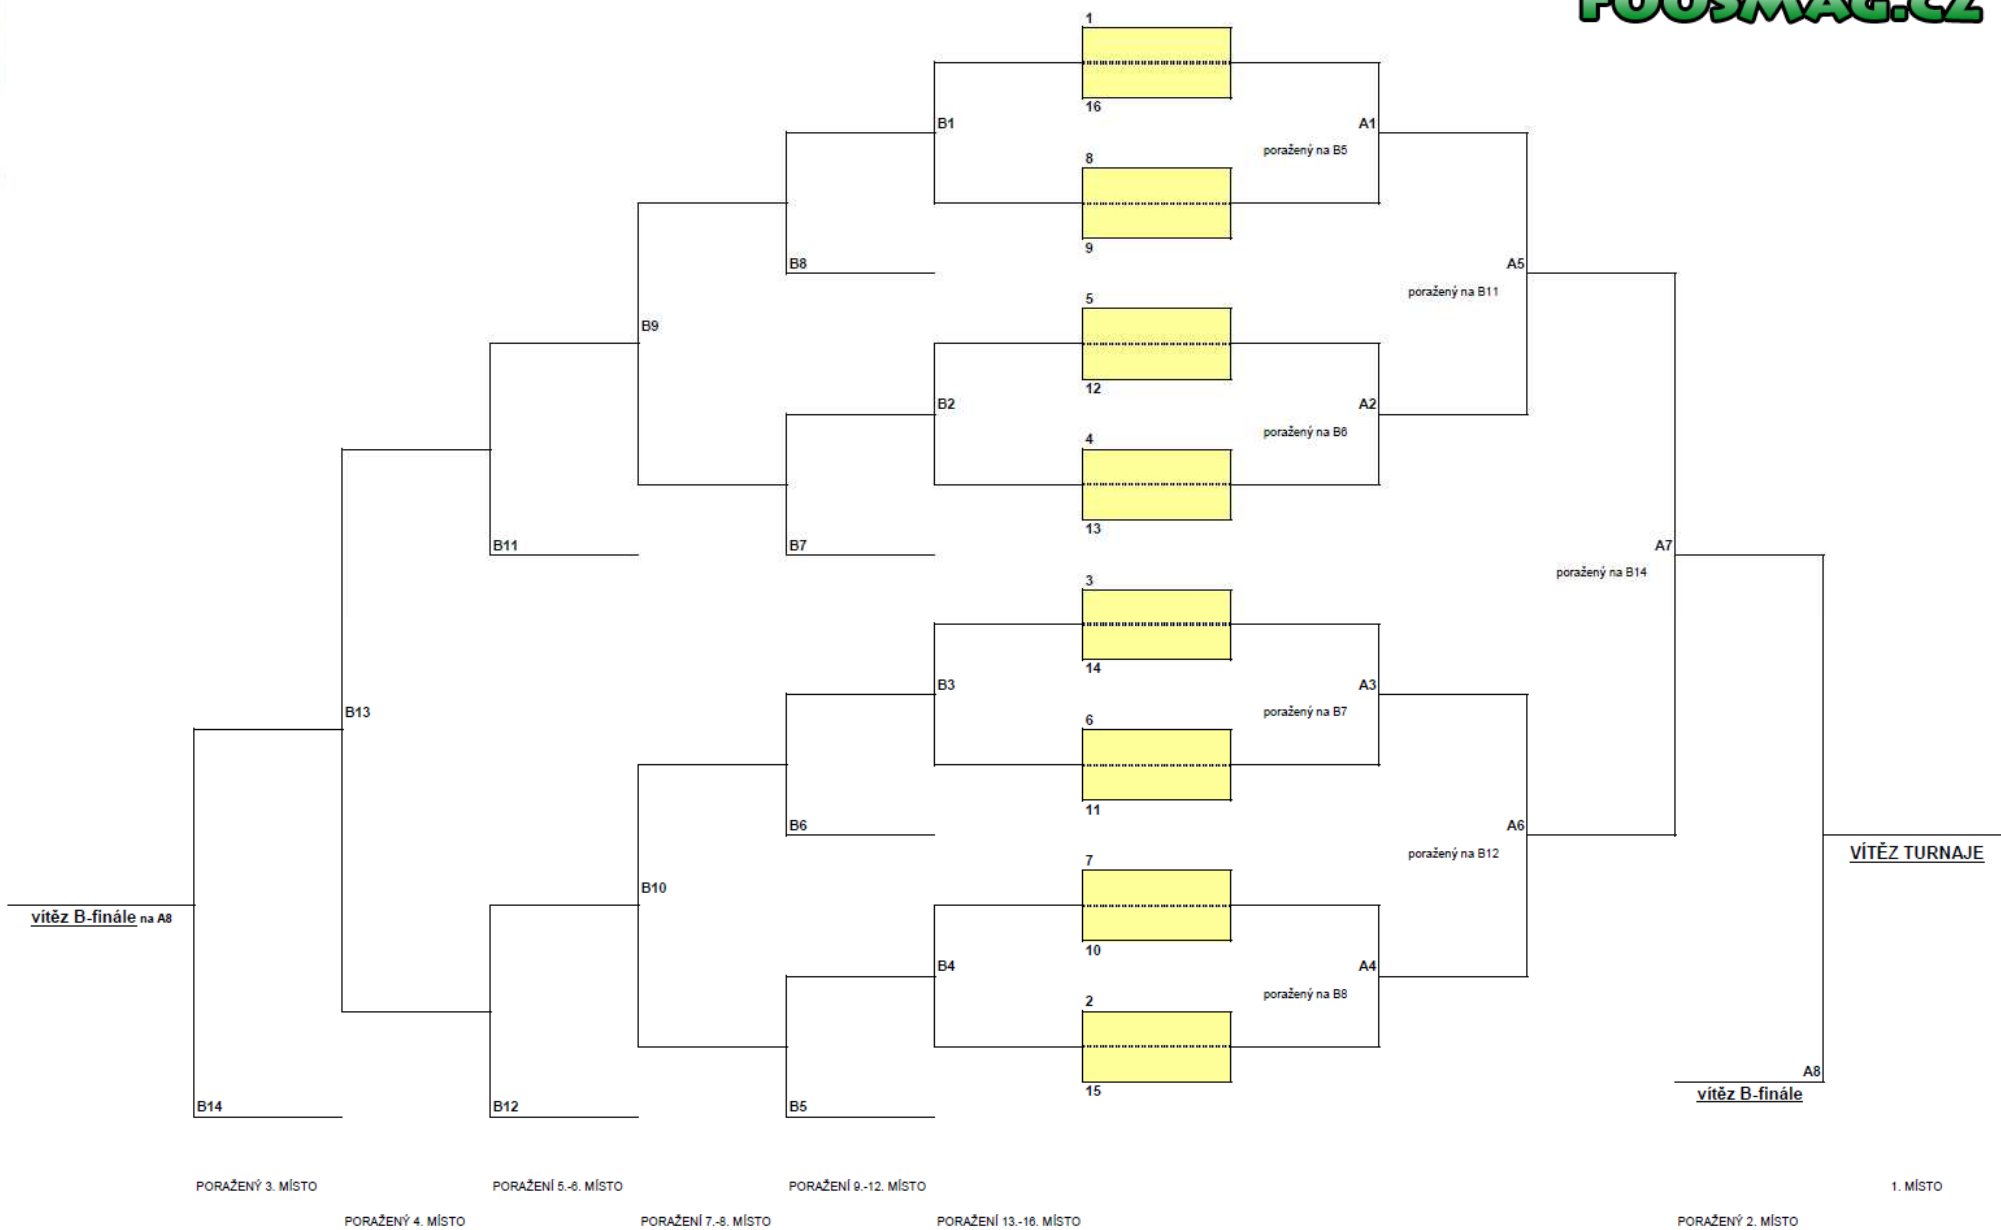 FOOSMAG.CZ
1
16
B1
A1
poražený na B5
8
9
B8
A5
5
poražený na B11
B9
12
B2
A2
poražený na B6
4
13
B11
B7
A7
poražený na B14
3
14
B3
A3
B13
poražený na B7
6
11
B6
A6
poražený na B12
VÍTĚZ TURNAJE
7
B10
vítěz B-finále na A8
10
B4
A4
poražený na B8
2
A8
15
vítěz B-finále
B14
B12
B5
PORAŽENÝ 3. MÍSTO
PORAŽENÍ 5.-6. MÍSTO
PORAŽENÍ 9.-12. MÍSTO
1. MÍSTO
PORAŽENÝ 4. MÍSTO
PORAŽENÍ 7.-8. MÍSTO
PORAŽENÍ 13.-16. MÍSTO
PORAŽENÝ 2. MÍSTO